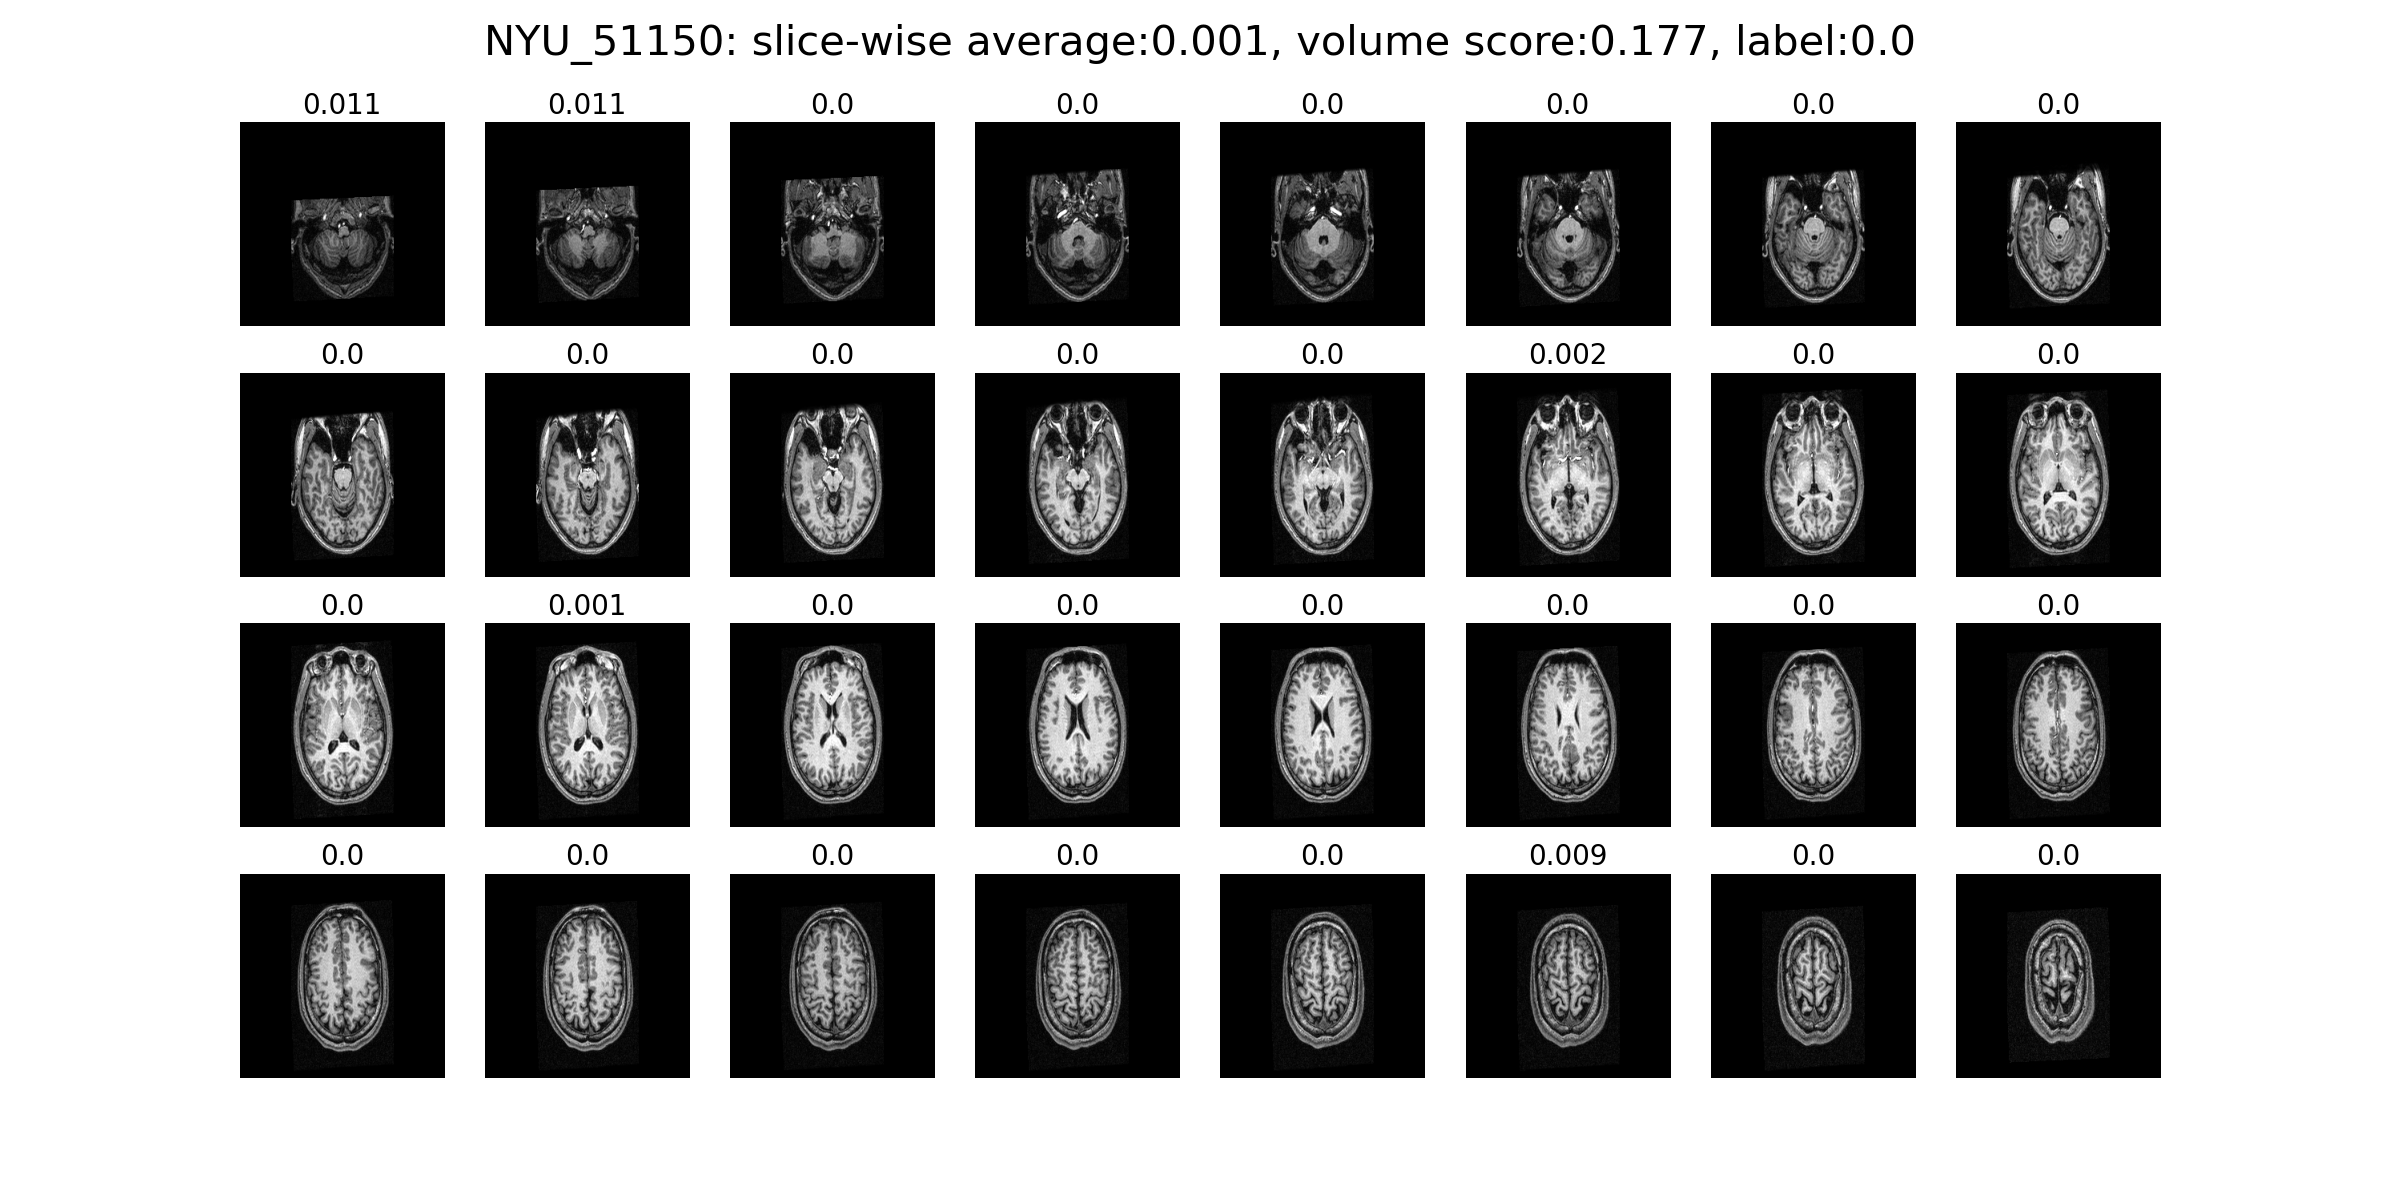 NYU_51150: slice-wise average:0.001, volume score:0.177, label:0.0
0.011 0.011 0.0 0.0 0.0 0.0 0.0 0.0
0.0 0.0 0.0 0.0 0.0 0.002 0.0 0.0
0.0 0.001 0.0 0.0 0.0 0.0 0.0 0.0
0.0 0.0 0.0 0.0 0.0 0.009 0.0 0.0